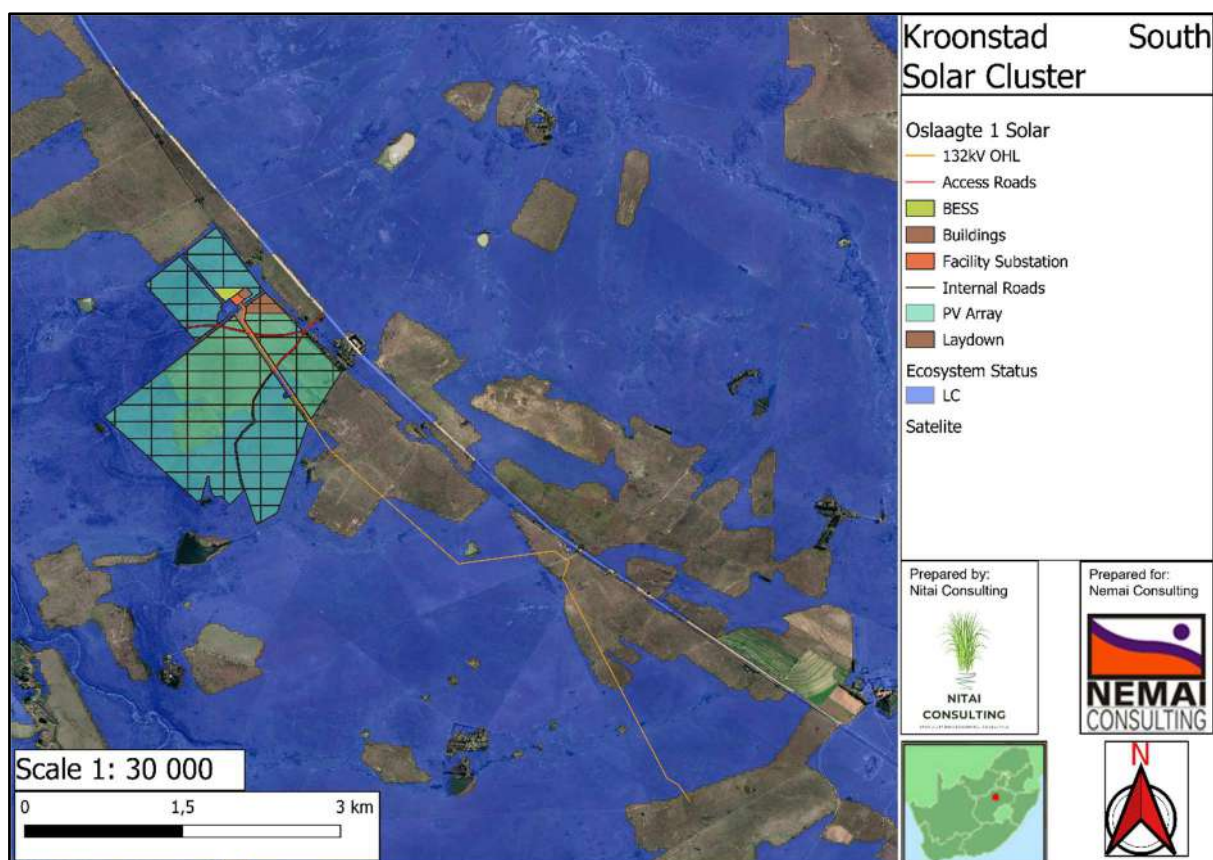 Kroonstad South
Solar Cluster
Oslaagte 1 Solar
132kV OHL
Access Roads
BESS
Buildings
Facility Substation
Internal Roads
PV Array
Laydown
Ecosystem Status
LC
Satelite
Prepared by:
Nitai Consulting
NITAI
CONSULTING
Prepared for:
Nemai Consulting
NEMAI
CONSULTING
N
Scale 1: 30 000
0 1,5 3 km